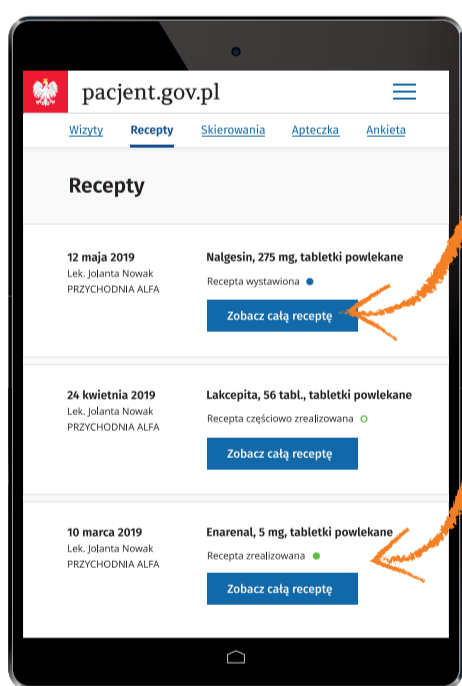 pacjent.gov.pl
Wizyty Recepty Skierowania Apteczka Ankieta
Recepty
12 maja 2019
Lek. Jolanta Nowak
PRZYCHODNIA ALFA
Nalgesin, 275 mg, tabletki powlekane
Recepta wystawiona
Zobacz całą receptę
24 kwietnia 2019
Lek. Jolanta Nowak
PRZYCHODNIA ALFA
Lakcepita, 56 tabl., tabletki powlekane
Recepta częściowo zrealizowana
Zobacz całą receptę
10 marca 2019
Lek. Jolanta Nowak
PRZYCHODNIA ALFA
Enarenal, 5 mg, tabletki powlekane
Recepta zrealizowana
Zobacz całą receptę